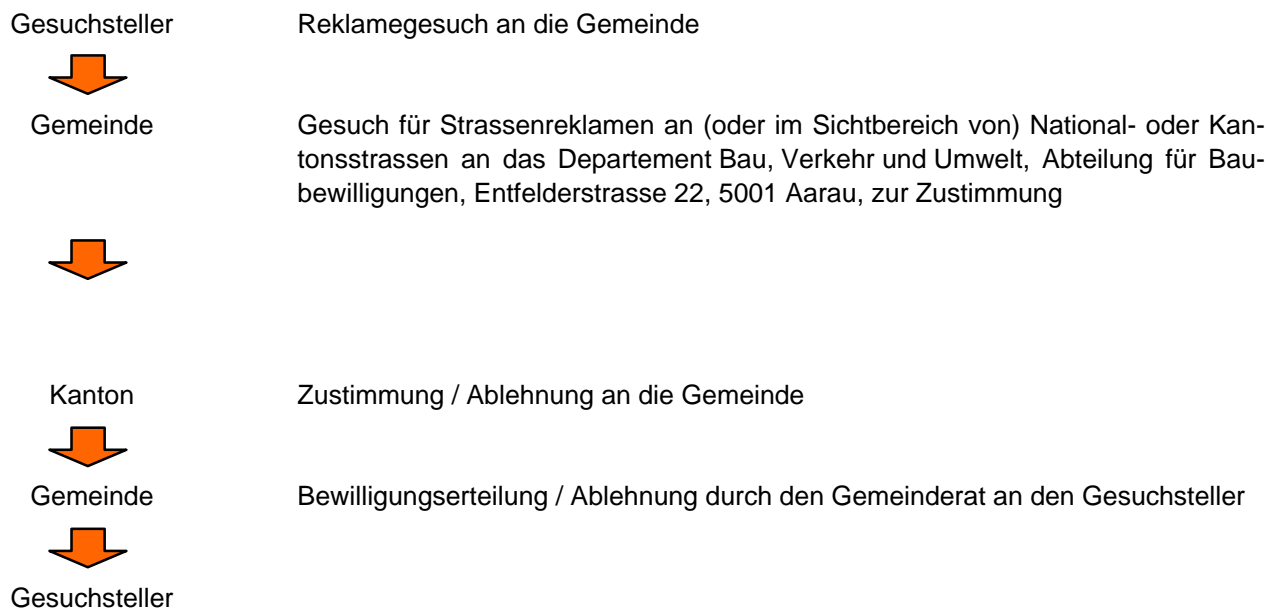 Gesuchsteller Reklamegesuch an die Gemeinde
Gemeinde Gesuch für Strassenreklamen an (oder im Sichtbereich von) National- oder Kan-
tonsstrassen an das Departement Bau, Verkehr und Umwelt, Abteilung für Bau-
bewilligungen, Entfelderstrasse 22, 5001 Aarau, zur Zustimmung
Kanton Zustimmung / Ablehnung an die Gemeinde
Gemeinde Bewilligungserteilung / Ablehnung durch den Gemeinderat an den Gesuchsteller
Gesuchsteller